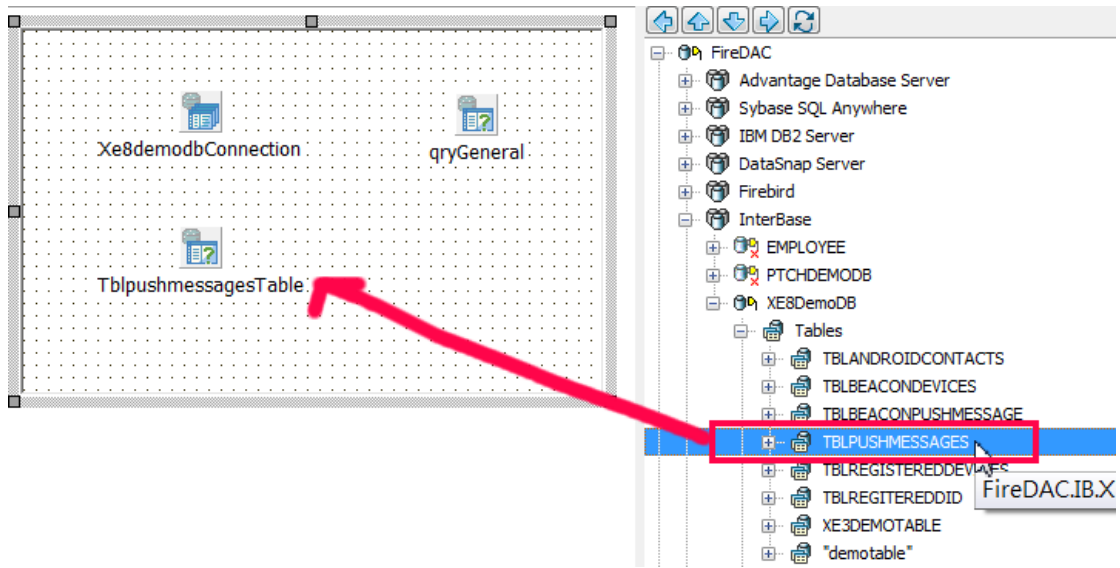 Xe8demodbConnection
qryGeneral
TblpushmessagesTable
FireDAC
Advantage Database Server
Sybase SQL Anywhere
IBM DB2 Server
DataSnap Server
Firebird
InterBase
EMPLOYEE
PTCHDEMODB
XE8DemoDB
Tables
TBLANDROIDCONTACTS
TBLBEACONDEVICES
TBLBEACONPUSHMESSAGE
TBLPUSHMESSAGES
TBLREGISTEREDDEVICES
FireDAC.IB.X
TBLREGITEREDDID
XE3DEMOTABLE
"demotable"